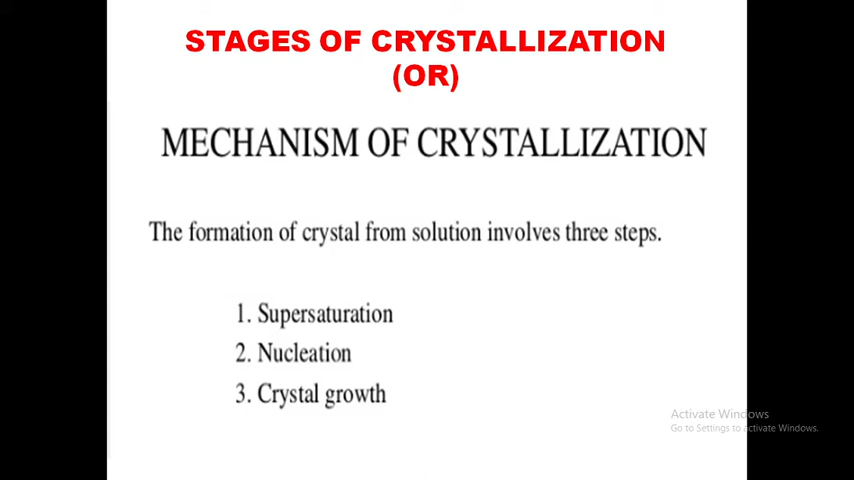 STAGES OF CRYSTALLIZATION
(OR)
MECHANISM OF CRYSTALLIZATION
The formation of crystal from solution involves three steps.
1. Supersaturation
2. Nucleation
3. Crystal growth
Activate Windows
Go to Settings to activate Windows.